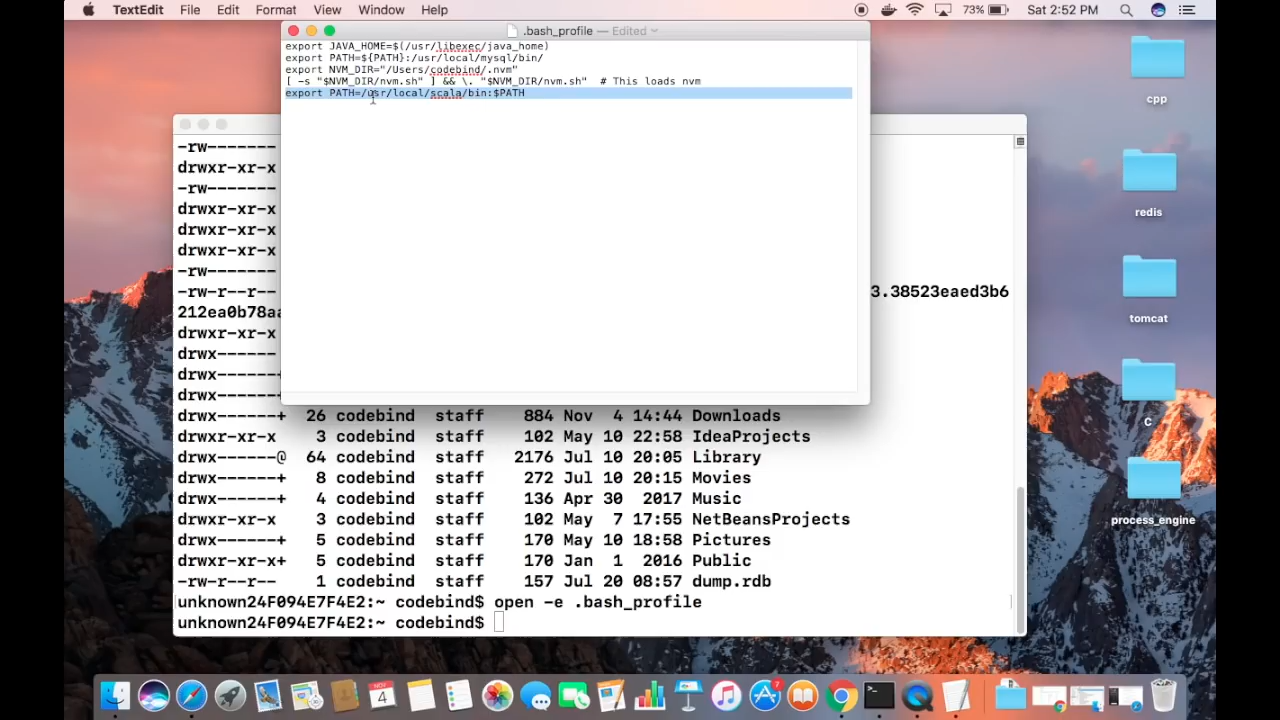 TextEdit File Edit Format View Window Help 73% Sat 2:52 PM
.bash_profile — Edited
export JAVA_HOME=$(/usr/libexec/java_home)
export PATH=${PATH}:/usr/local/mysql/bin/
export NVM_DIR="/Users/codebind/.nvm"
[ -s "$NVM_DIR/nvm.sh" ] && \. "$NVM_DIR/nvm.sh"  # This loads nvm
export PATH=/usr/local/scala/bin:$PATH
-rw-------
drwxr-xr-x
-rw-------
drwxr-xr-x
drwxr-xr-x
drwxr-xr-x
-rw-------
-rw-r--r-- 3.38523eaed3b6
212ea0b78aa
drwxr-xr-x
drwx------
drwx------
drwx------
drwx------+ 26 codebind staff 884 Nov 4 14:44 Downloads
drwxr-xr-x 3 codebind staff 102 May 10 22:58 IdeaProjects
drwx------@ 64 codebind staff 2176 Jul 10 20:05 Library
drwx------+ 8 codebind staff 272 Jul 10 20:15 Movies
drwx------+ 4 codebind staff 136 Apr 30 2017 Music
drwxr-xr-x 3 codebind staff 102 May 7 17:55 NetBeansProjects
drwx------+ 5 codebind staff 170 May 10 18:58 Pictures
drwxr-xr-x+ 5 codebind staff 170 Jan 1 2016 Public
-rw-r--r-- 1 codebind staff 157 Jul 20 08:57 dump.rdb
unknown24F094E7F4E2:~ codebind$ open -e .bash_profile
unknown24F094E7F4E2:~ codebind$
cpp
redis
tomcat
C
process_engine
NOV
4
7